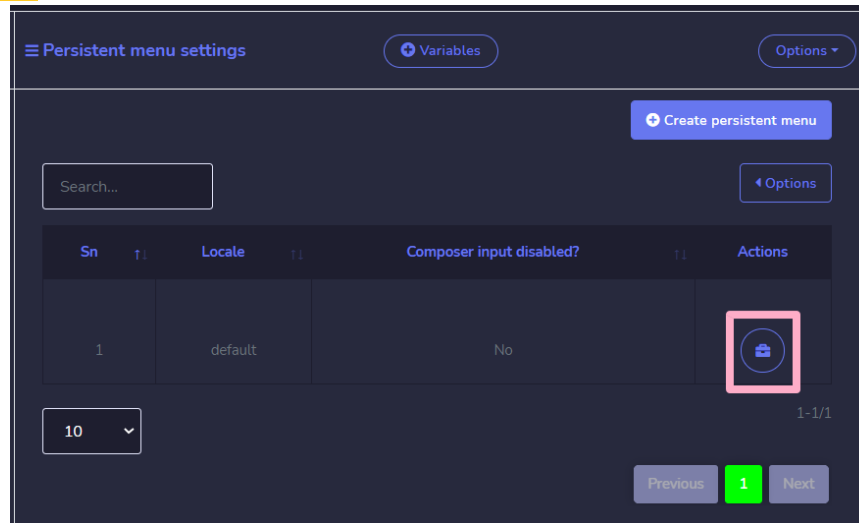 Persistent menu settings
Variables
Options
Create persistent menu
Search...
Options
Sn Locale Composer input disabled? Actions
1 default No
10
1-1/1
Previous 1 Next